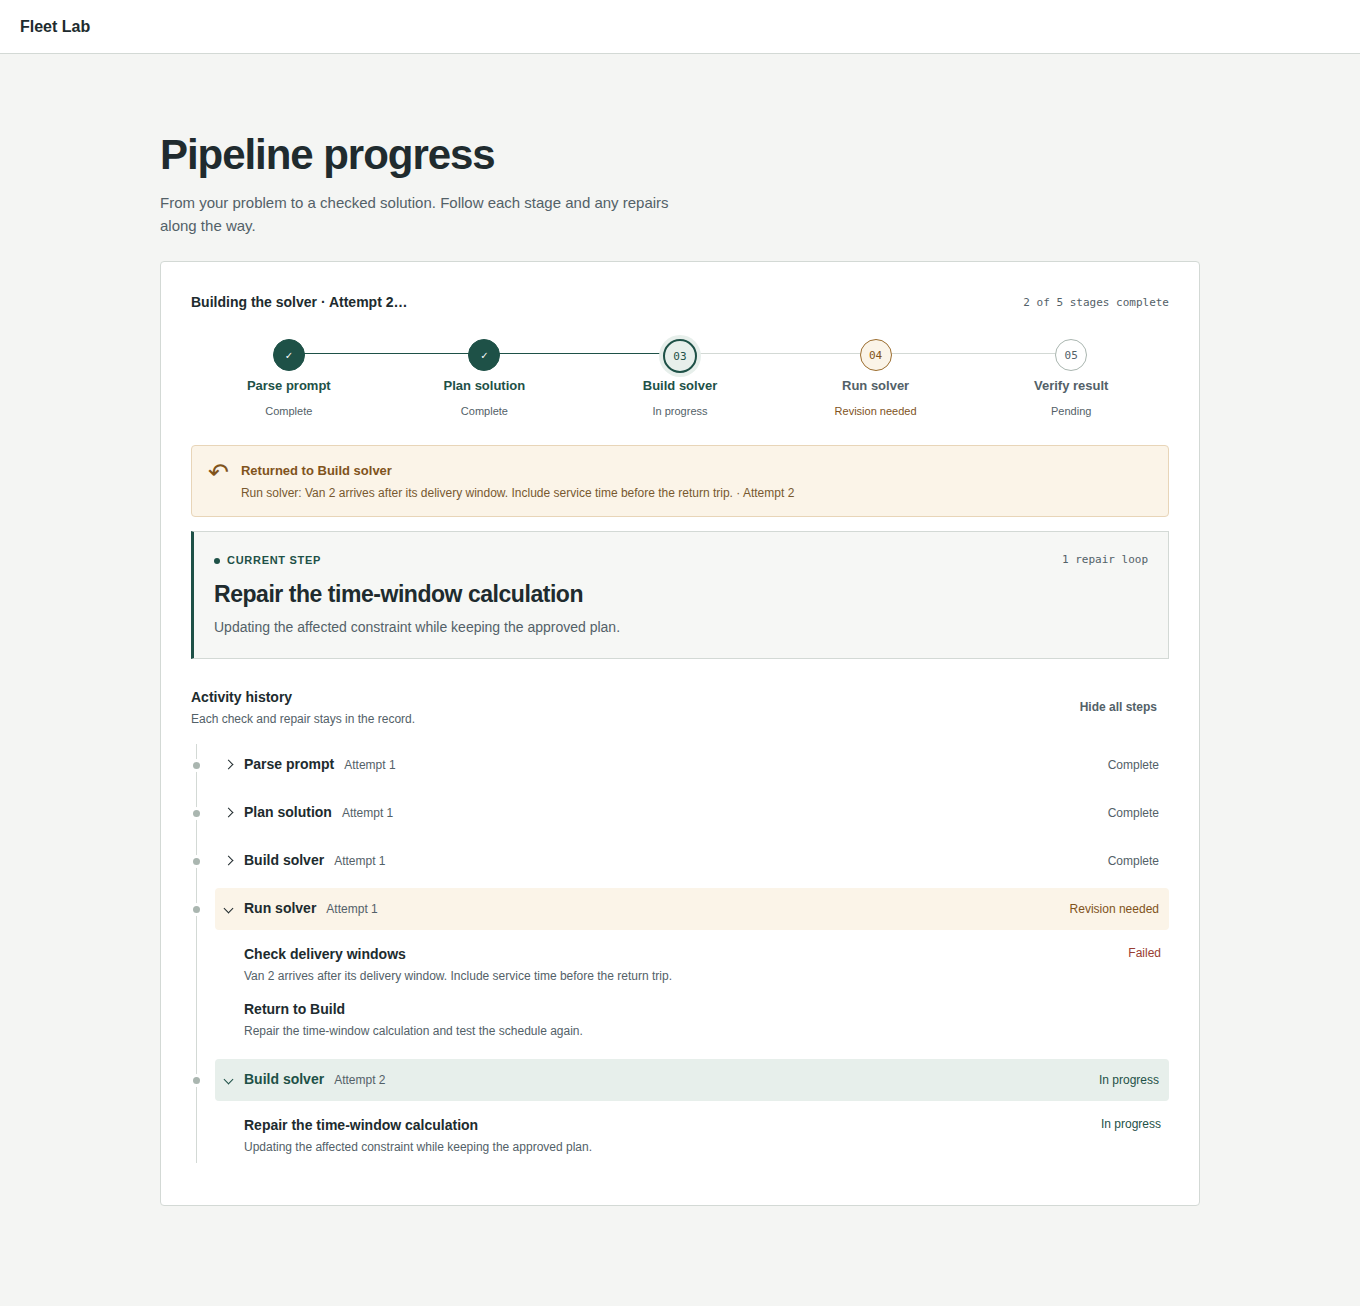 Fleet Lab
Pipeline progress
From your problem to a checked solution. Follow each stage and any repairs
along the way.
Building the solver · Attempt 2…
2 of 5 stages complete
✓
✓
03
04
05
Parse prompt
Plan solution
Build solver
Run solver
Verify result
Complete
Complete
In progress
Revision needed
Pending
Returned to Build solver
Run solver: Van 2 arrives after its delivery window. Include service time before the return trip. · Attempt 2
CURRENT STEP
1 repair loop
Repair the time-window calculation
Updating the affected constraint while keeping the approved plan.
Activity history
Each check and repair stays in the record.
Hide all steps
Parse prompt Attempt 1 Complete
Plan solution Attempt 1 Complete
Build solver Attempt 1 Complete
Run solver Attempt 1 Revision needed
Check delivery windows Failed
Van 2 arrives after its delivery window. Include service time before the return trip.
Return to Build
Repair the time-window calculation and test the schedule again.
Build solver Attempt 2 In progress
Repair the time-window calculation In progress
Updating the affected constraint while keeping the approved plan.